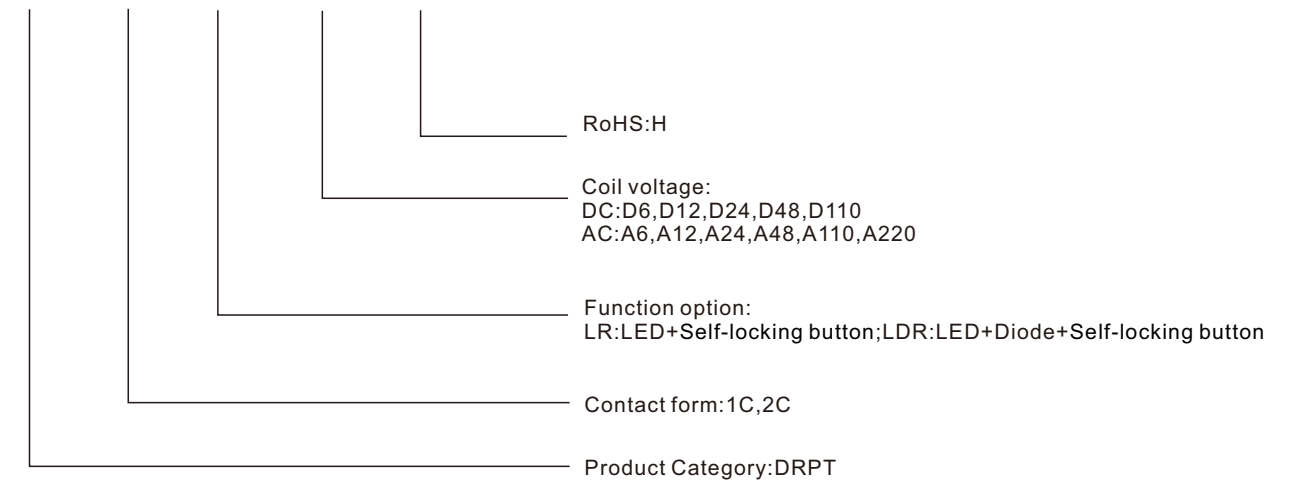 RoHS:H
Coil voltage:
DC:D6,D12,D24,D48,D110
AC:A6,A12,A24,A48,A110,A220
Function option:
LR:LED+Self-locking button;LDR:LED+Diode+Self-locking button
Contact form:1C,2C
Product Category:DRPT